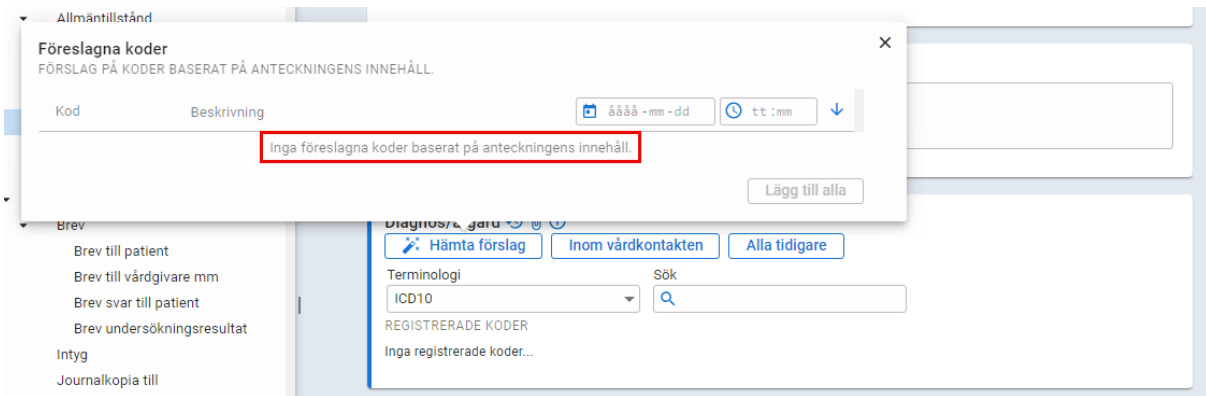 Allmäntillstånd
Föreslagna koder
FÖRSLAG PÅ KODER BASERAT PÅ ANTECKNINGENS INNEHÅLL.
Kod Beskrivning åååå-mm-dd tt:mm
Inga föreslagna koder baserat på anteckningens innehåll.
Lägg till alla
Brev
Brev till patient
Brev till vårdgivare mm
Brev svar till patient
Brev undersökningsresultat
Intyg
Journalkopia till
Diagnos/åtgärd
Hämta förslag Inom vårdkontakten Alla tidigare
Terminologi Sök
ICD10
REGISTRERADE KODER
Inga registrerade koder...